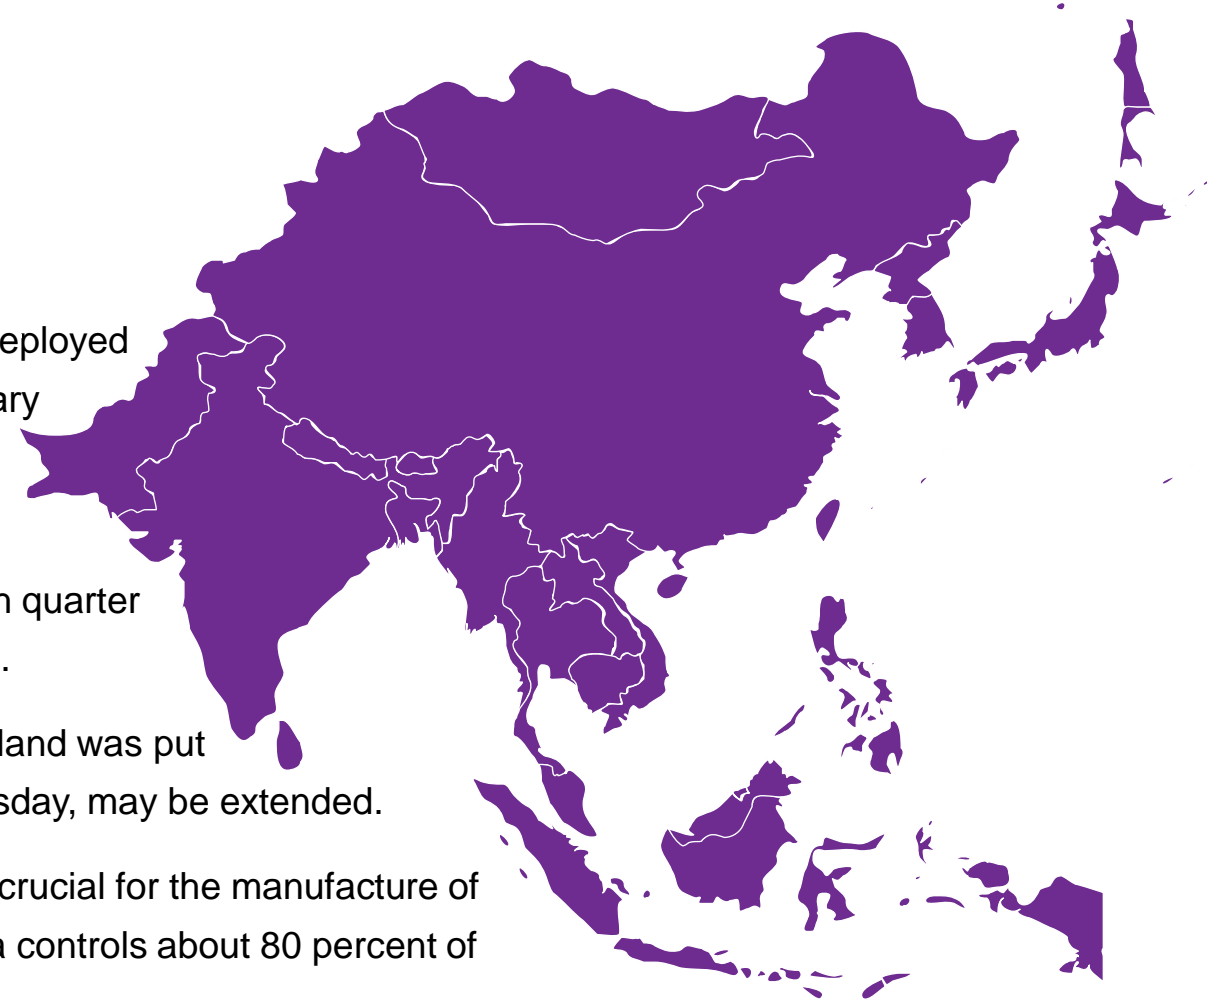 eployed
ary
n quarter
.
land was put
sday, may be extended.
crucial for the manufacture of
a controls about 80 percent of